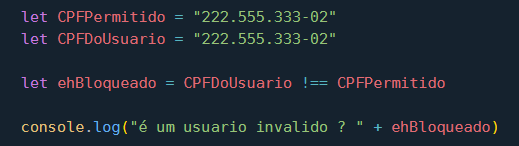 let CPFPermitido = "222.555.333-02"
let CPFDoUsuario = "222.555.333-02"
let ehBloqueado = CPFDoUsuario !== CPFPermitido
console.log("é um usuario invalido ? " + ehBloqueado)